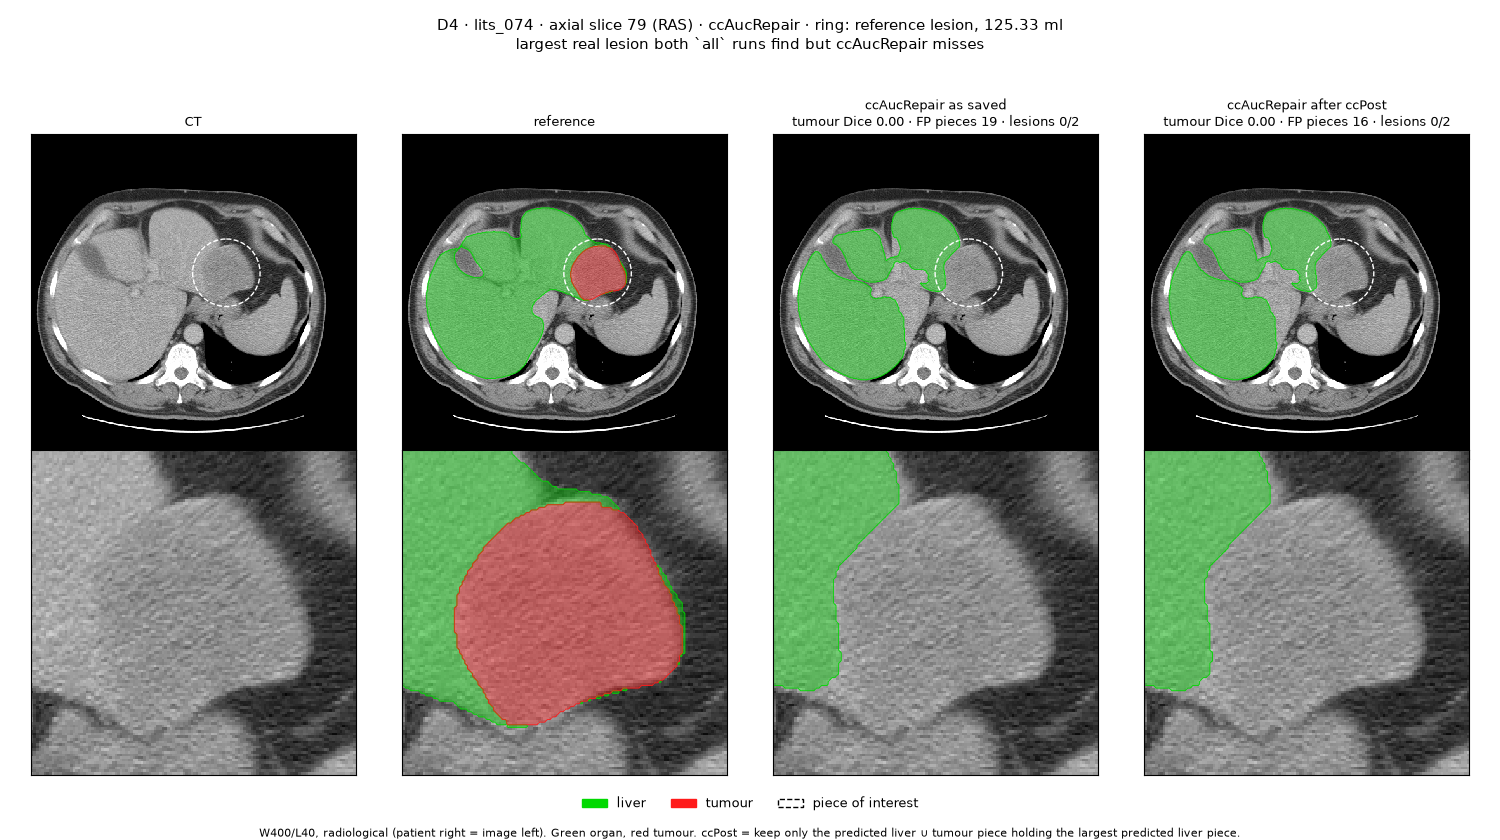 D4 · lits_074 · axial slice 79 (RAS) · ccAucRepair · ring: reference lesion, 125.33 ml
largest real lesion both `all` runs find but ccAucRepair misses
CT
reference
ccAucRepair as saved
tumour Dice 0.00 · FP pieces 19 · lesions 0/2
ccAucRepair after ccPost
tumour Dice 0.00 · FP pieces 16 · lesions 0/2
liver
tumour
piece of interest
W400/L40, radiological (patient right = image left). Green organ, red tumour. ccPost = keep only the predicted liver ∪ tumour piece holding the largest predicted liver piece.